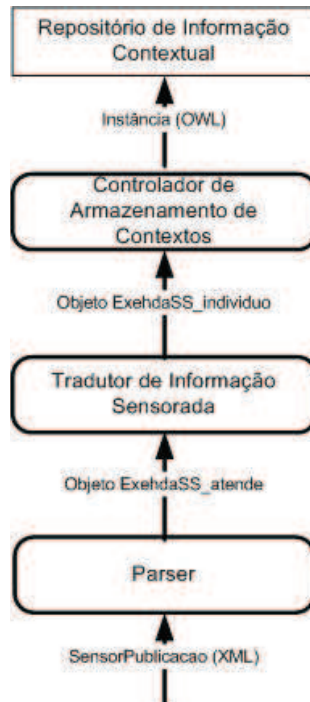 Repositório de Informação
Contextual
Instância (OWL)
Controlador de
Armazenamento de
Contextos
Objeto ExehdaSS_individuo
Tradutor de Informação
Sensorada
Objeto ExehdaSS_atende
Parser
SensorPublicacao (XML)